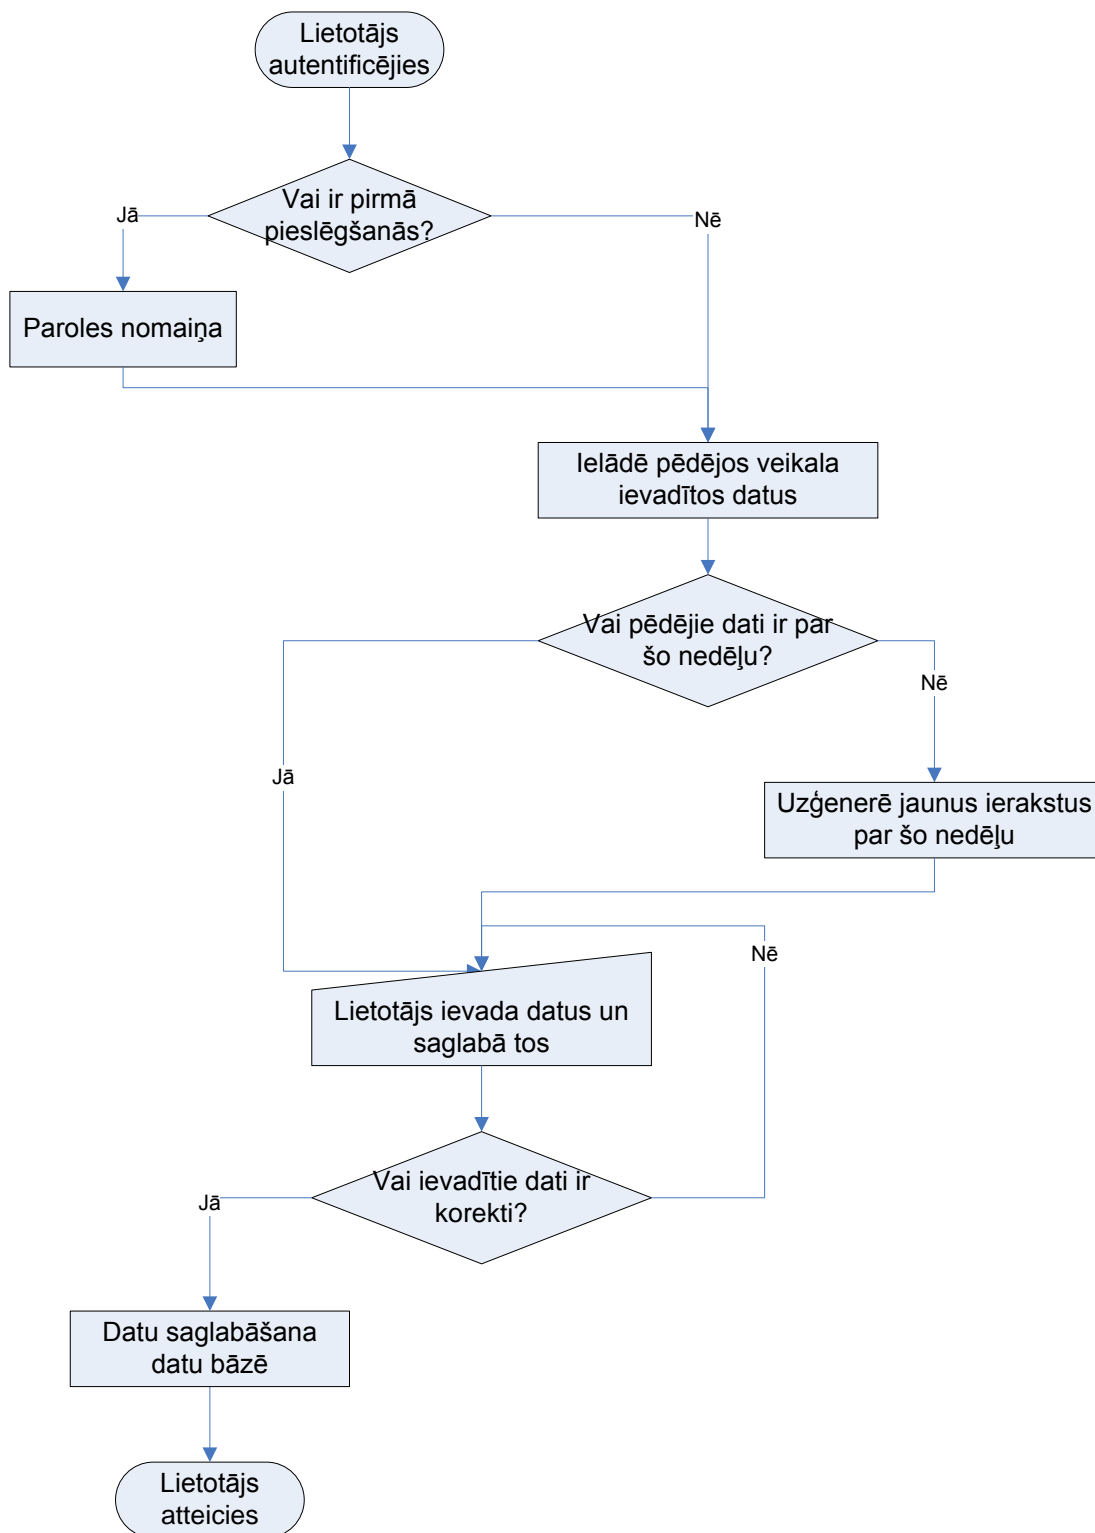 Lietotājs
autentificējies
Vai ir pirmā
pieslēgšanās?
Jā
Nē
Paroles nomaiņa
Ielādē pēdējos veikala
ievadītos datus
Vai pēdējie dati ir par
šo nedēļu?
Nē
Jā
Uzģenerē jaunus ierakstus
par šo nedēļu
Nē
Lietotājs ievada datus un
saglabā tos
Vai ievadītie dati ir
korekti?
Jā
Datu saglabāšana
datu bāzē
Lietotājs
atteicies